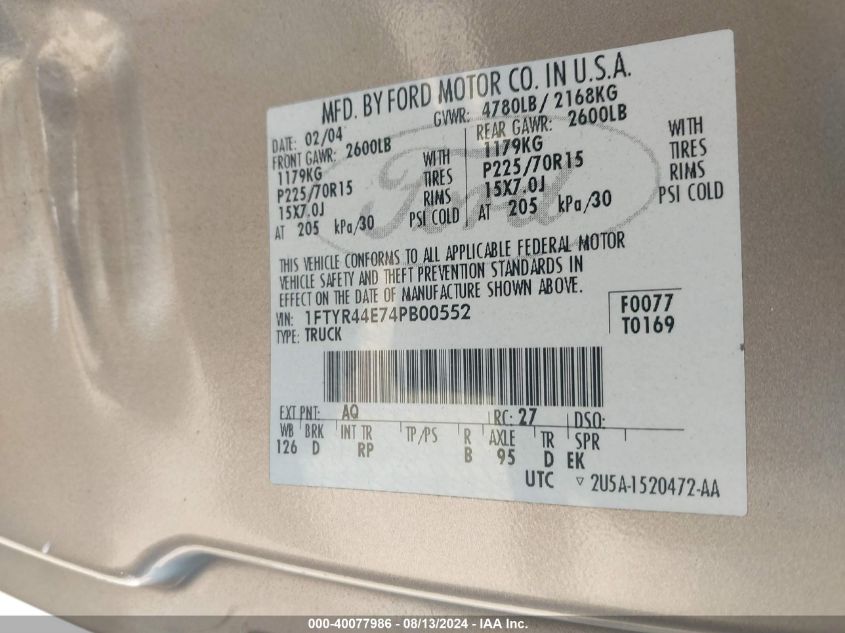 MFD. BY FORD MOTOR CO. IN U.S.A.
DATE: 02/04 GVWR: 4780LB/ 2168KG
FRONT GAWR: 2600LB REAR GAWR: 2600LB
1179KG WITH 1179KG WITH
P225/70R15 TIRES P225/70R15 TIRES
15X7.0J RIMS 15X7.0J RIMS
AT 205 kPa/30 PSI COLD AT 205 kPa/30 PSI COLD
Ford
THIS VEHICLE CONFORMS TO ALL APPLICABLE FEDERAL MOTOR
VEHICLE SAFETY AND THEFT PREVENTION STANDARDS IN
EFFECT ON THE DATE OF MANUFACTURE SHOWN ABOVE.
VIN: 1FTYR44E74PB00552 F0077
TYPE: TRUCK T0169
EXT PNT: AQ RC: 27 DSO:
WB BRK INT TR TP/PS R AXLE TR SPR
126 D RP B 95 D EK
UTC ▿ 2U5A-1520472-AA
000-40077986 - 08/13/2024 - IAA Inc.